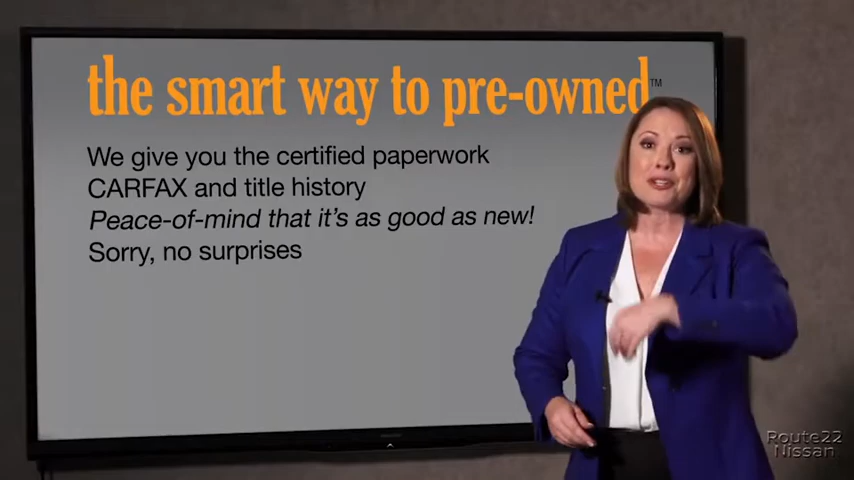 the smart way to pre-owned™
We give you the certified paperwork
CARFAX and title history
Peace-of-mind that it's as good as new!
Sorry, no surprises
Route22
Nissan